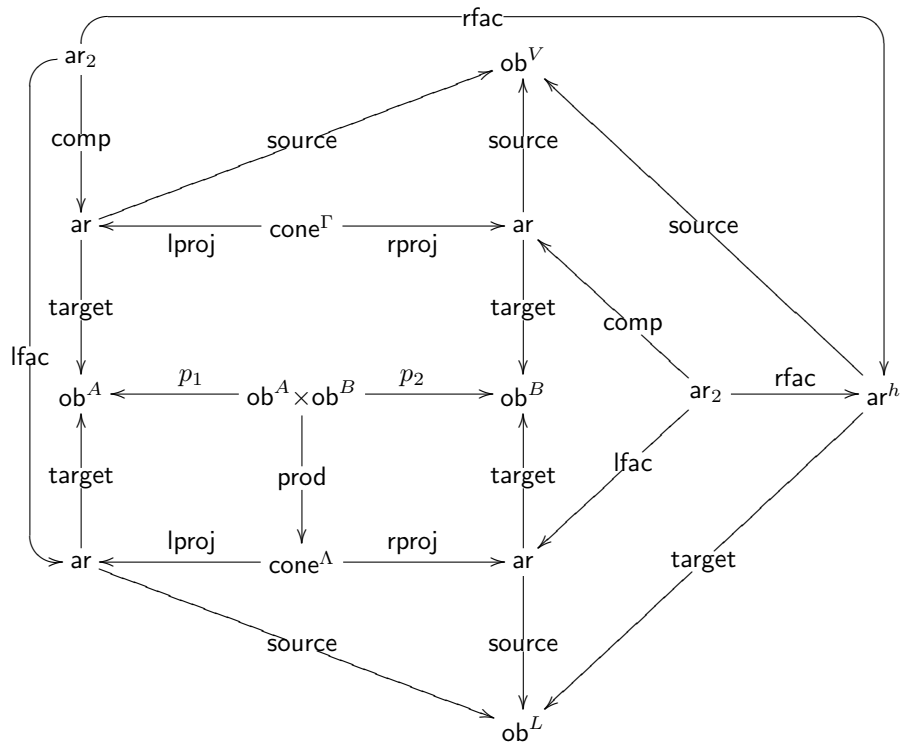 rfac
ar₂
ob^V
comp
source
source
ar
cone^Γ
ar
source
lproj
rproj
target
target
comp
lfac
p₁
p₂
rfac
ob^A
ob^A×ob^B
ob^B
ar₂
ar^h
target
prod
target
lfac
lproj
rproj
ar
cone^Λ
ar
target
source
source
ob^L